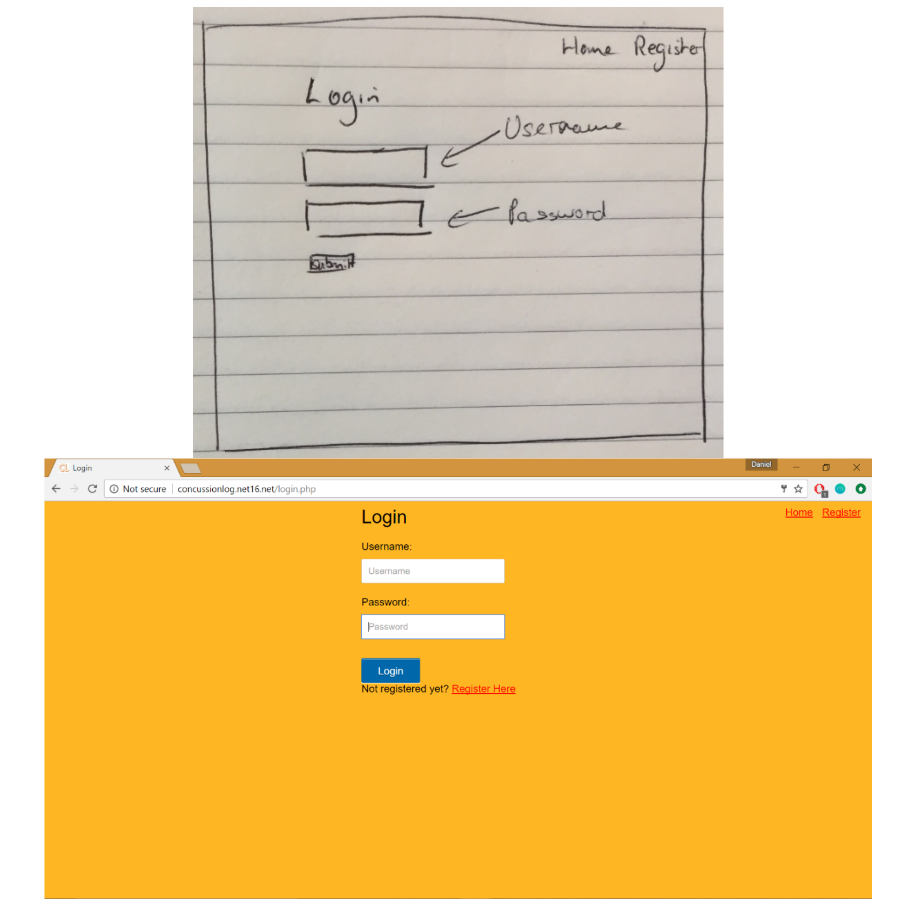 Home Register
Login
Username
Password
Submit
CL Login
Daniel
Not secure | concussionlog.net16.net/login.php
Login
Home Register
Username:
Username
Password:
Password
Login
Not registered yet? Register Here